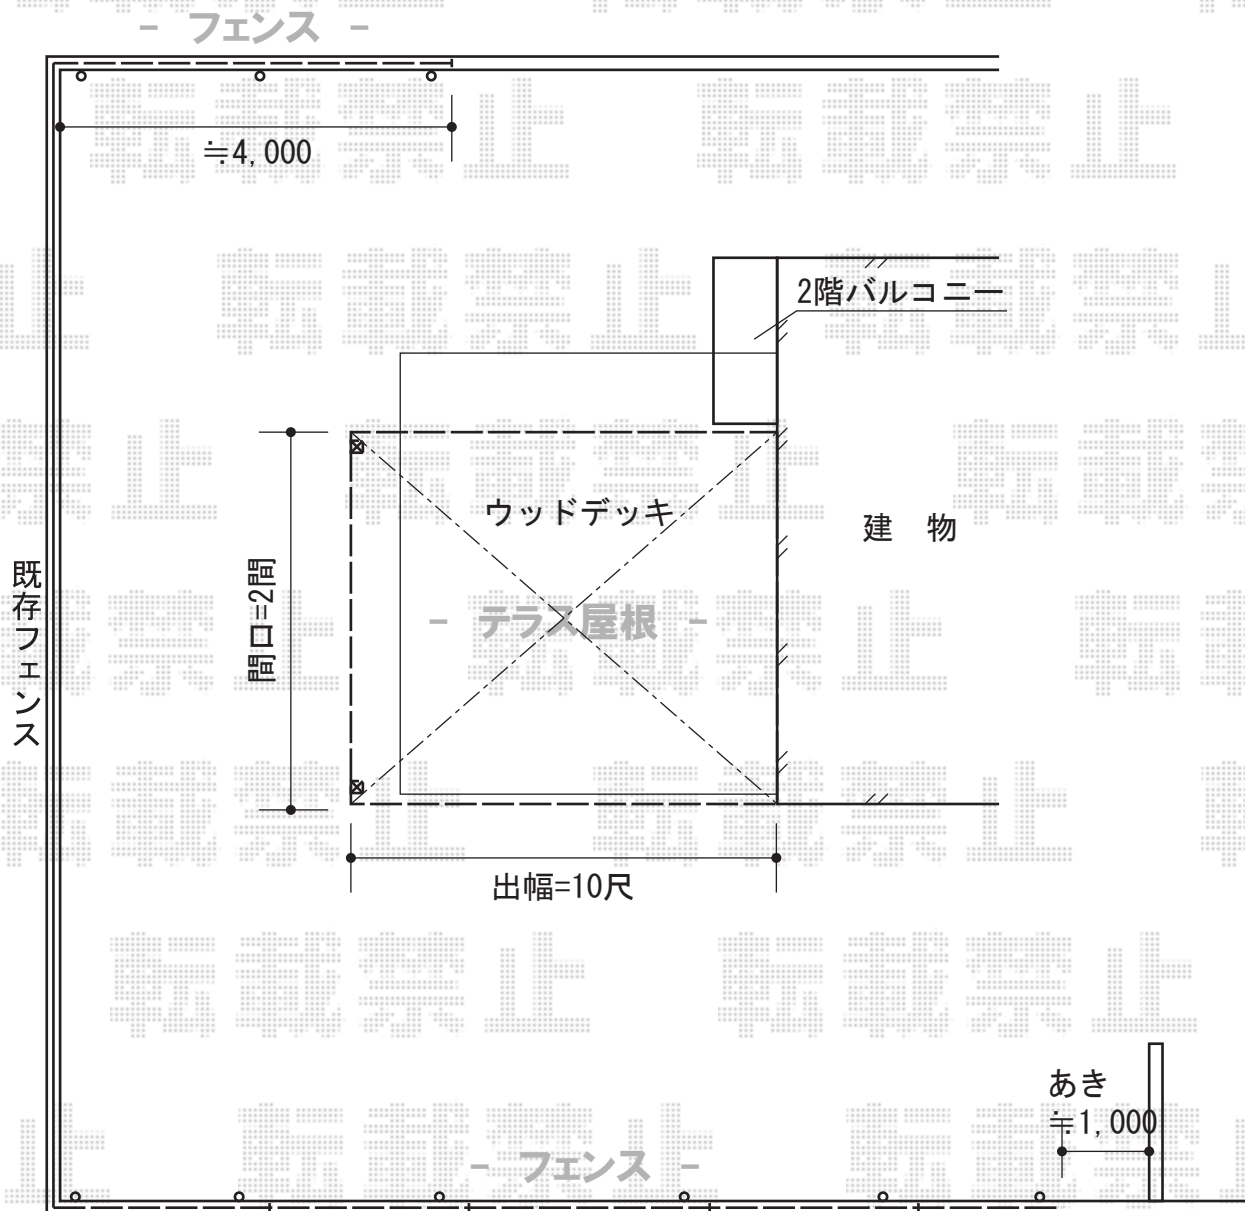 - フェンス -
≒4,000
2階バルコニー
ウッドデッキ
建 物
既存フェンス
間口=2間
- テラス屋根 -
出幅=10尺
あき
≒1,000
- フェンス -
転載禁止